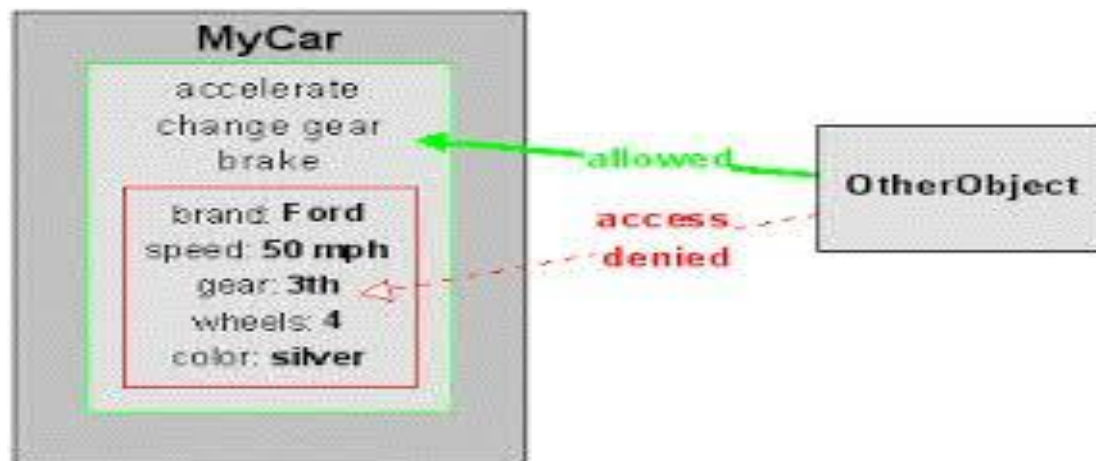 MyCar
accelerate
change gear
brake
brand: Ford
speed: 50 mph
gear: 3th
wheels: 4
color: silver
allowed
access
denied
OtherObject